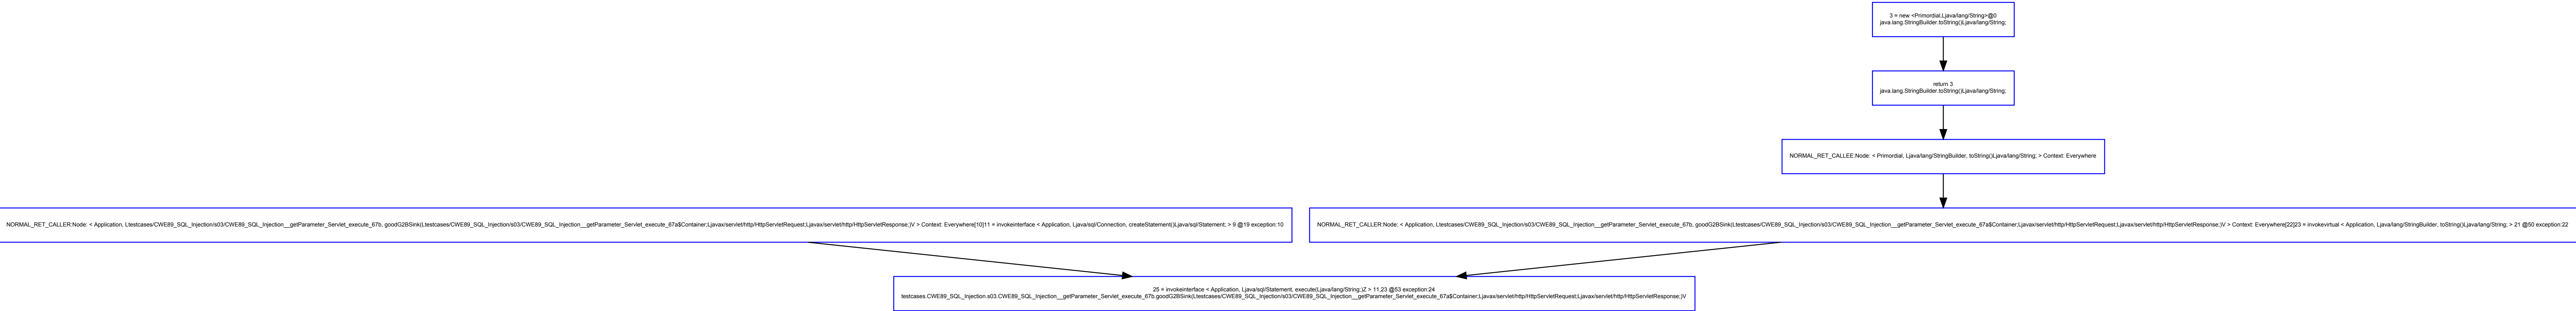 3 = new <Primordial,Ljava/lang/String>@0
java.lang.StringBuilder.toString()Ljava/lang/String;
return 3
java.lang.StringBuilder.toString()Ljava/lang/String;
NORMAL_RET_CALLEE:Node: < Primordial, Ljava/lang/StringBuilder, toString()Ljava/lang/String; > Context: Everywhere
NORMAL_RET_CALLER:Node: < Application, Ltestcases/CWE89_SQL_Injection/s03/CWE89_SQL_Injection__getParameter_Servlet_execute_67b, goodG2BSink(Ltestcases/CWE89_SQL_Injection/s03/CWE89_SQL_Injection__getParameter_Servlet_execute_67a$Container;Ljavax/servlet/http/HttpServletRequest;Ljavax/servlet/http/HttpServletResponse;)V > Context: Everywhere[10]11 = invokeinterface < Application, Ljava/sql/Connection, createStatement()Ljava/sql/Statement; > 9 @19 exception:10
NORMAL_RET_CALLER:Node: < Application, Ltestcases/CWE89_SQL_Injection/s03/CWE89_SQL_Injection__getParameter_Servlet_execute_67b, goodG2BSink(Ltestcases/CWE89_SQL_Injection/s03/CWE89_SQL_Injection__getParameter_Servlet_execute_67a$Container;Ljavax/servlet/http/HttpServletRequest;Ljavax/servlet/http/HttpServletResponse;)V > Context: Everywhere[22]23 = invokevirtual < Application, Ljava/lang/StringBuilder, toString()Ljava/lang/String; > 21 @50 exception:22
25 = invokeinterface < Application, Ljava/sql/Statement, execute(Ljava/lang/String;)Z > 11,23 @53 exception:24
testcases.CWE89_SQL_Injection.s03.CWE89_SQL_Injection__getParameter_Servlet_execute_67b.goodG2BSink(Ltestcases/CWE89_SQL_Injection/s03/CWE89_SQL_Injection__getParameter_Servlet_execute_67a$Container;Ljavax/servlet/http/HttpServletRequest;Ljavax/servlet/http/HttpServletResponse;)V